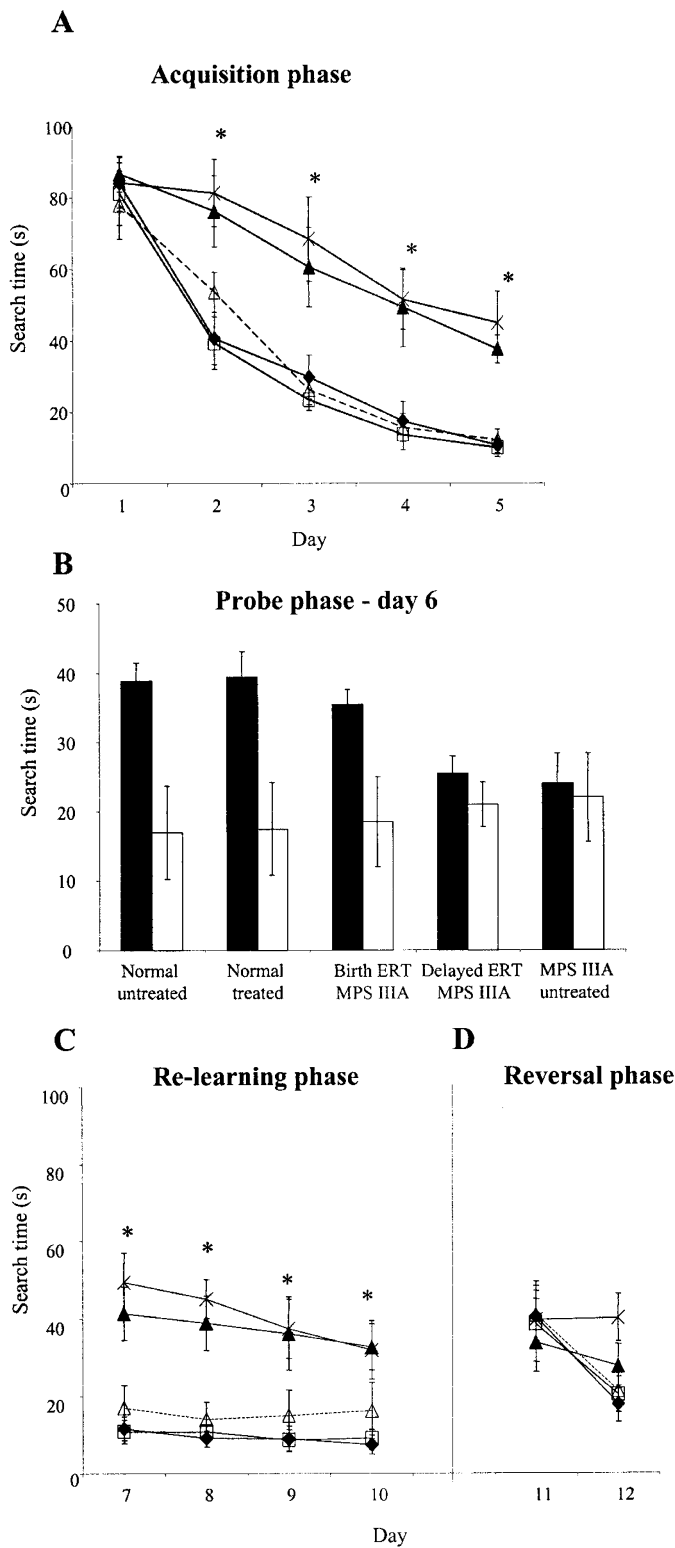 A
Acquisition phase
100
80
60
40
20
0
Search time (s)
*
*
*
*
1 2 3 4 5
Day
B
Probe phase - day 6
50
40
30
20
10
0
Search time (s)
Normal untreated
Normal treated
Birth ERT MPS IIIA
Delayed ERT MPS IIIA
MPS IIIA untreated
C
Re-learning phase
D
Reversal phase
100
80
60
40
20
0
Search time (s)
*
*
*
*
7 8 9 10 11 12
Day